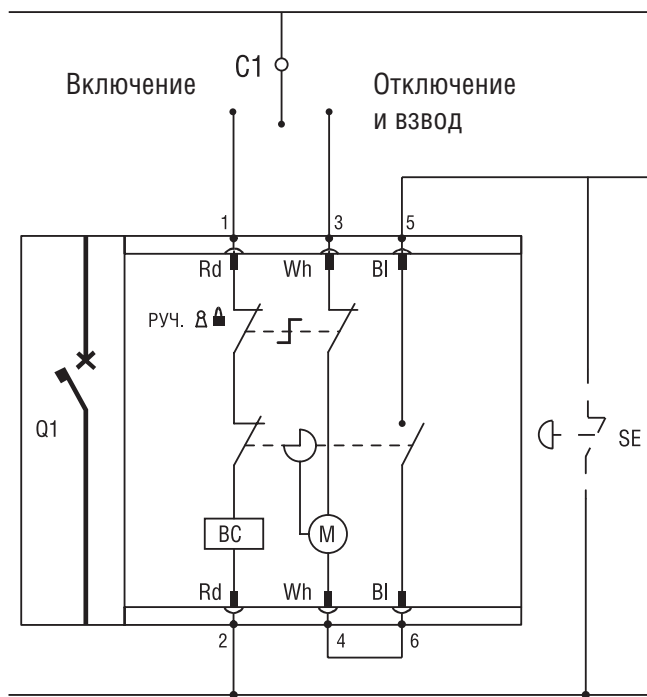 C1
Включение
Отключение
и взвод
1
3
5
Rd
Wh
Bl
РУЧ.
Q1
SE
BC
M
Rd
Wh
Bl
2
4
6